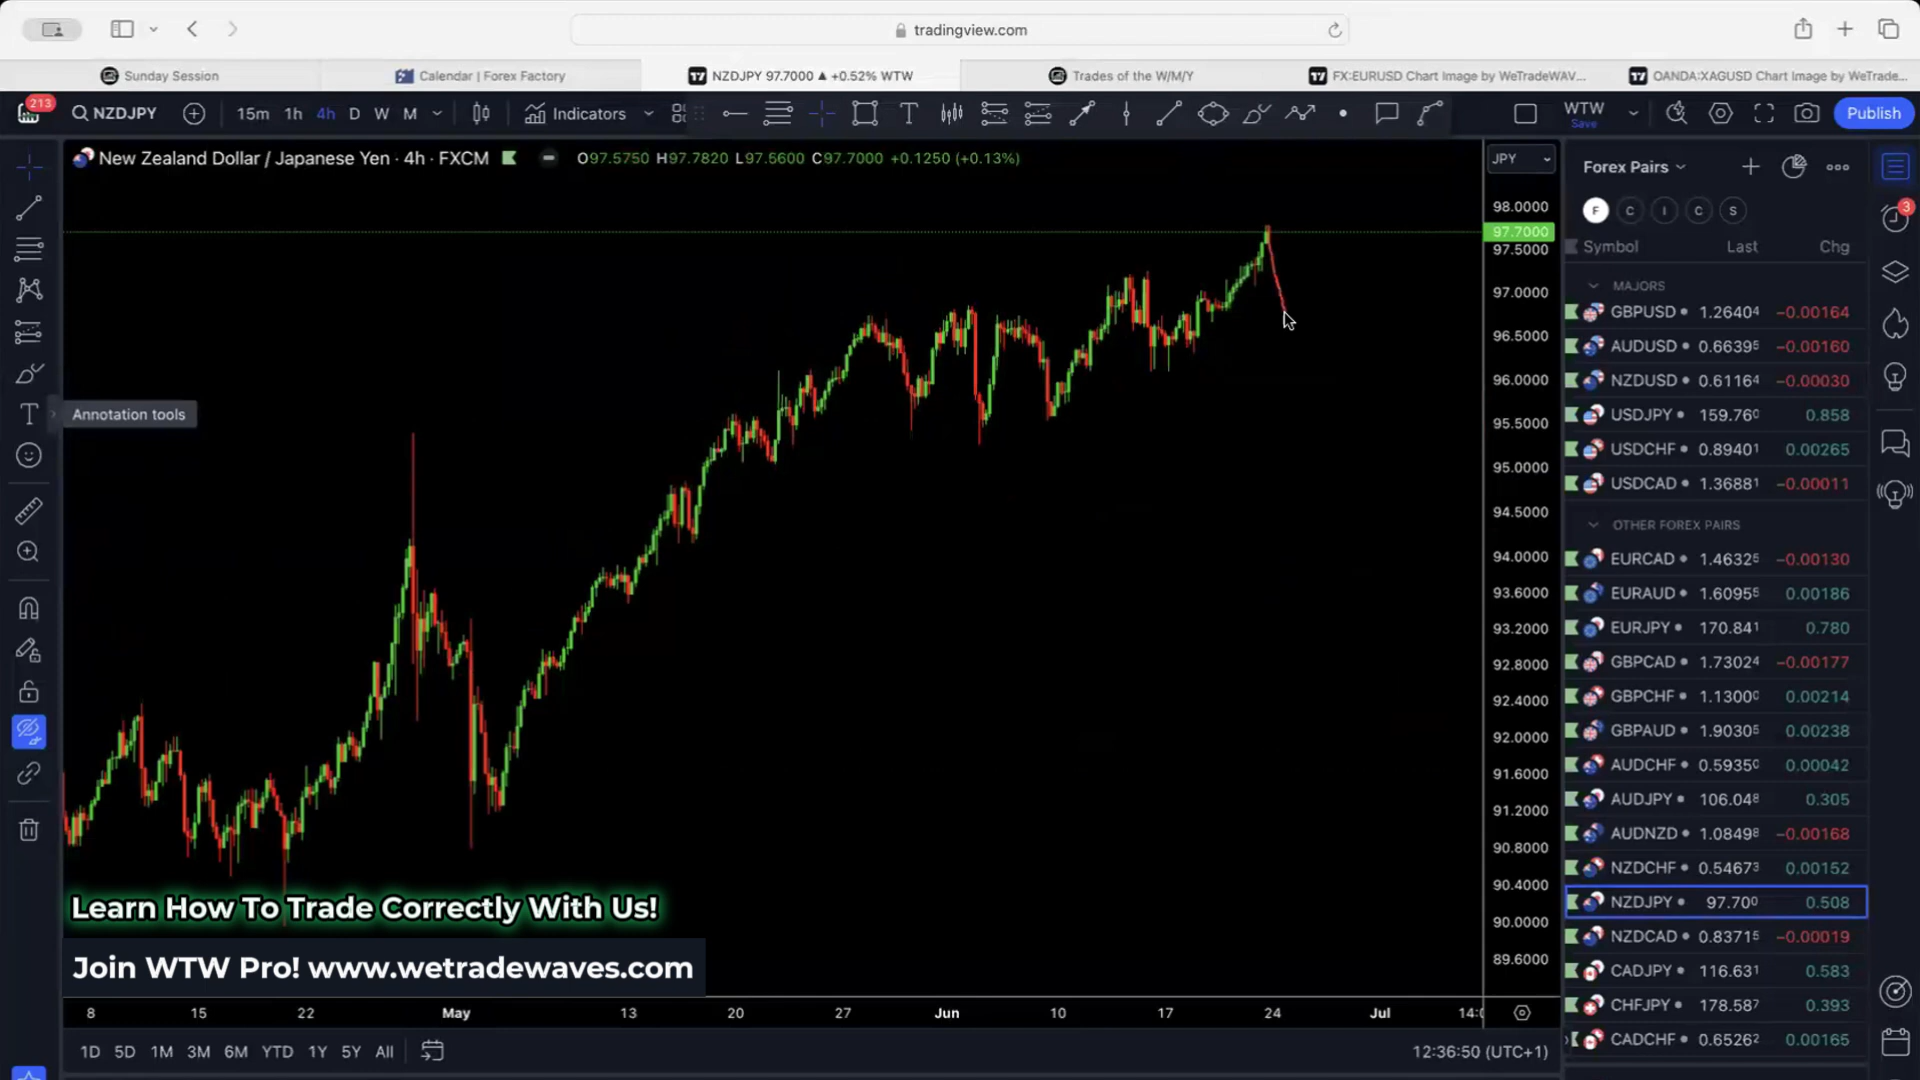 tradingview.com
Sunday Session
Calendar | Forex Factory
NZDJPY 97.7000 ▲ +0.52% WTW
Trades of the W/M/Y
FX:EURUSD Chart Image by WeTradeWAV...
OANDA:XAGUSD Chart Image by WeTrade...
213
NZDJPY
15m 1h 4h D W M
Indicators
WTW
Save
Publish
New Zealand Dollar / Japanese Yen · 4h · FXCM
O97.5750 H97.7820 L97.5600 C97.7000 +0.1250 (+0.13%)
JPY
Forex Pairs
3
F C I C S
Symbol Last Chg
98.0000
97.7000
97.5000
97.0000
96.5000
96.0000
95.5000
95.0000
94.5000
94.0000
93.6000
93.2000
92.8000
92.4000
92.0000
91.6000
91.2000
90.8000
90.4000
90.0000
89.6000
MAJORS
GBPUSD 1.26404 −0.00164
AUDUSD 0.66395 −0.00160
NZDUSD 0.61164 −0.00030
USDJPY 159.760 0.858
USDCHF 0.89401 0.00265
USDCAD 1.36881 −0.00011
OTHER FOREX PAIRS
EURCAD 1.46325 −0.00130
EURAUD 1.60955 0.00186
EURJPY 170.841 0.780
GBPCAD 1.73024 −0.00177
GBPCHF 1.13000 0.00214
GBPAUD 1.90305 0.00238
AUDCHF 0.59350 0.00042
AUDJPY 106.048 0.305
AUDNZD 1.08498 −0.00168
NZDCHF 0.54673 0.00152
NZDJPY 97.700 0.508
NZDCAD 0.83715 −0.00019
CADJPY 116.631 0.583
CHFJPY 178.587 0.393
CADCHF 0.65262 0.00165
Annotation tools
Learn How To Trade Correctly With Us!
Join WTW Pro! www.wetradewaves.com
8 15 22 May 13 20 27 Jun 10 17 24 Jul 14:0
1D 5D 1M 3M 6M YTD 1Y 5Y All
12:36:50 (UTC+1)